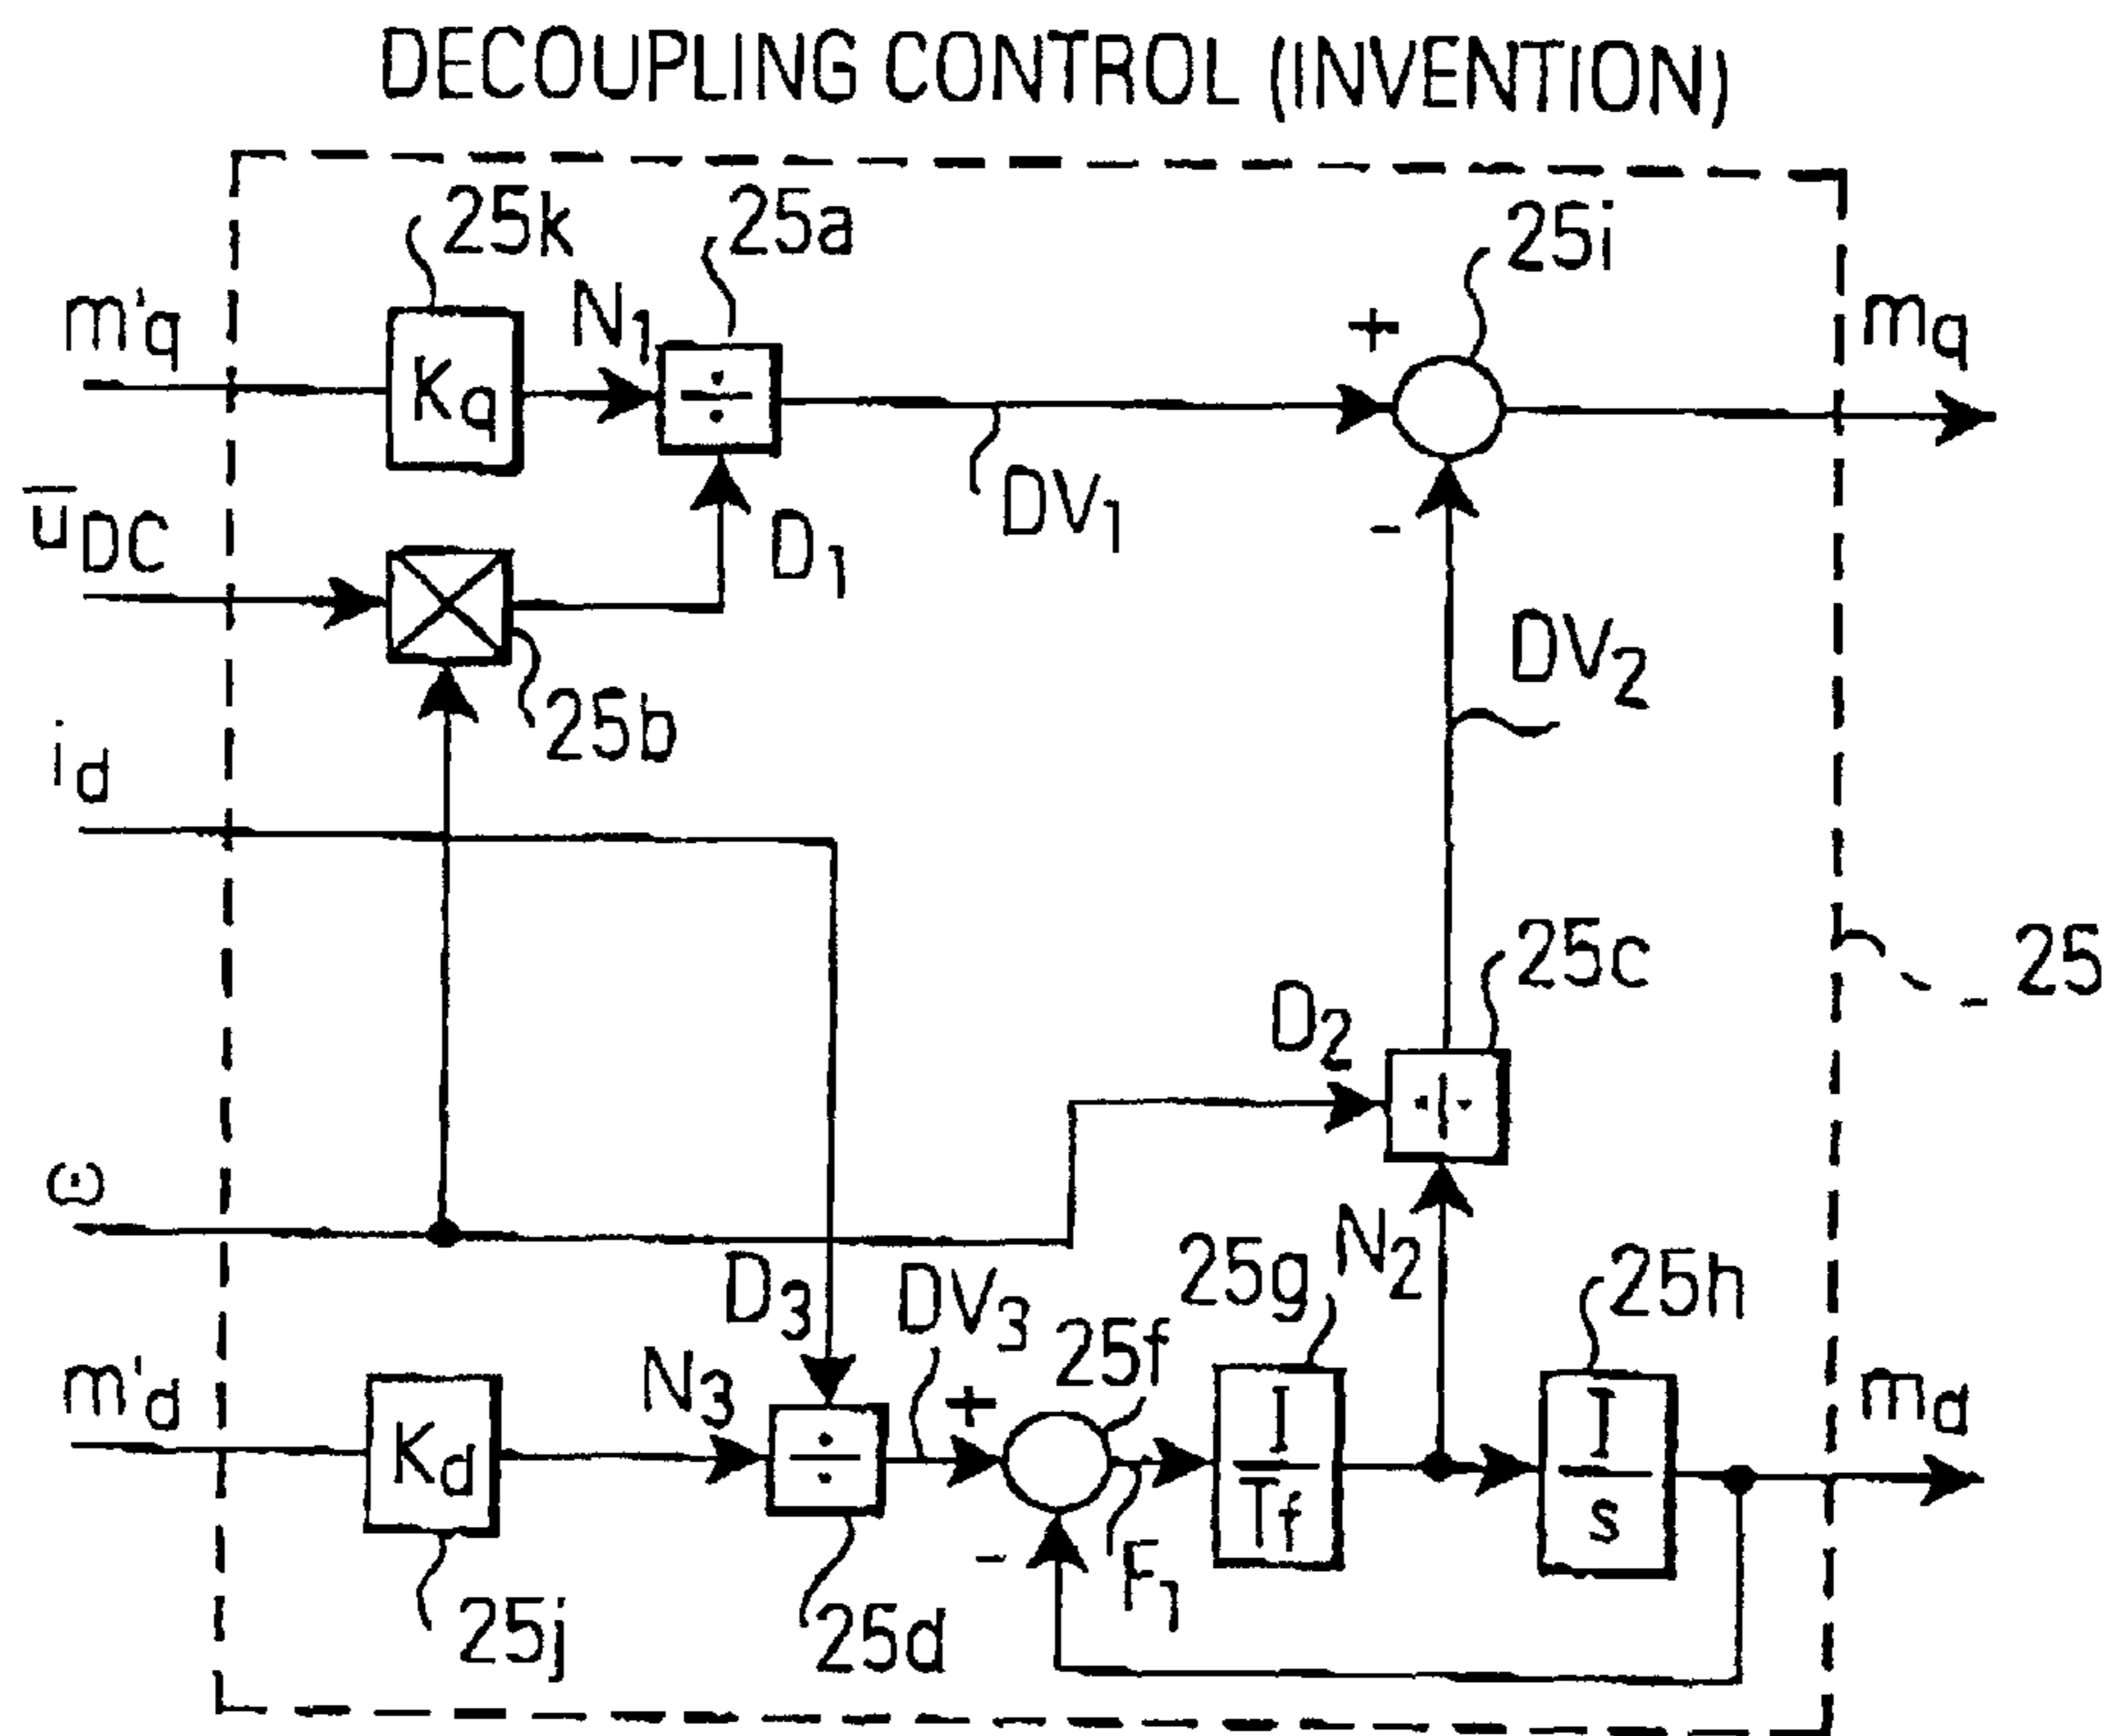 DECOUPLING CONTROL (INVENTION)
25k
25a
25i
m'q
Kq
N1
+
mq
DV1
-
u̅DC
D1
25b
DV2
id
25c
25
D2
ω
N2
D3
DV3
25f
25g
25h
m'd
Kd
N3
+
I
Tf
I
s
md
-
F1
25j
25d